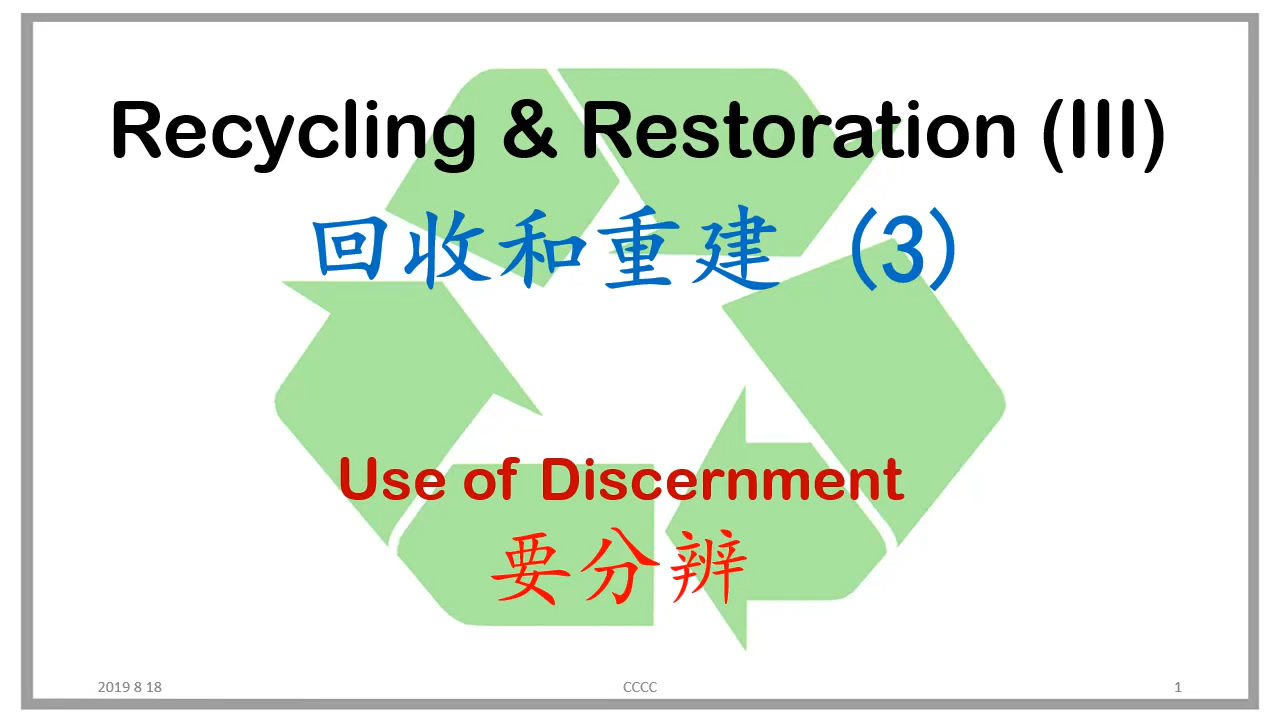 Recycling & Restoration (III)
回收和重建 (3)
Use of Discernment
要分辨
2019 8 18 CCCC 1